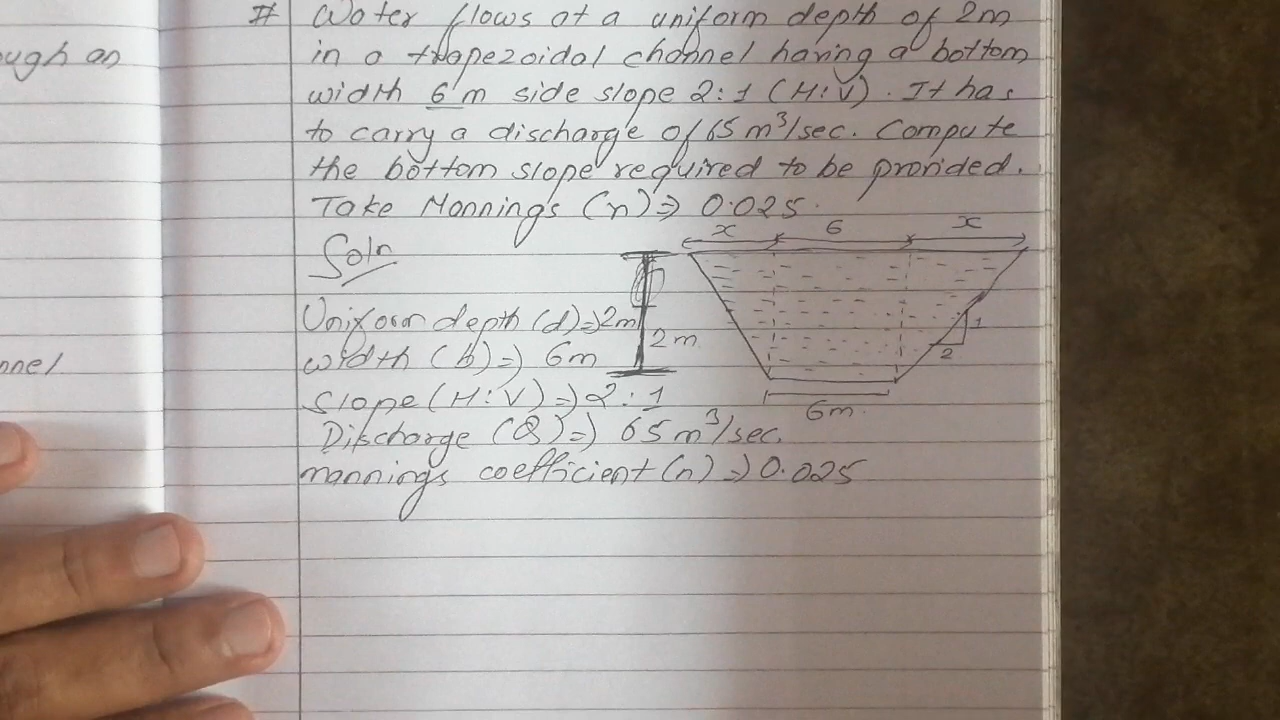 # Water flows at a uniform depth of 2m
in a trapezoidal channel having a bottom
width 6 m side slope 2:1 (H:V). It has
to carry a discharge of 65 m³/sec. Compute
the bottom slope required to be provided.
Take Mannings (n) ⇒ 0.025.
Soln
x 6 x
Uniform depth (d) ⇒ 2m
2m
1
2
6m
width (b) ⇒ 6m
Slope (H:V) ⇒ 2:1
Discharge (Q) ⇒ 65 m³/sec.
mannings coefficient (n) ⇒ 0.025
ough an
nnel